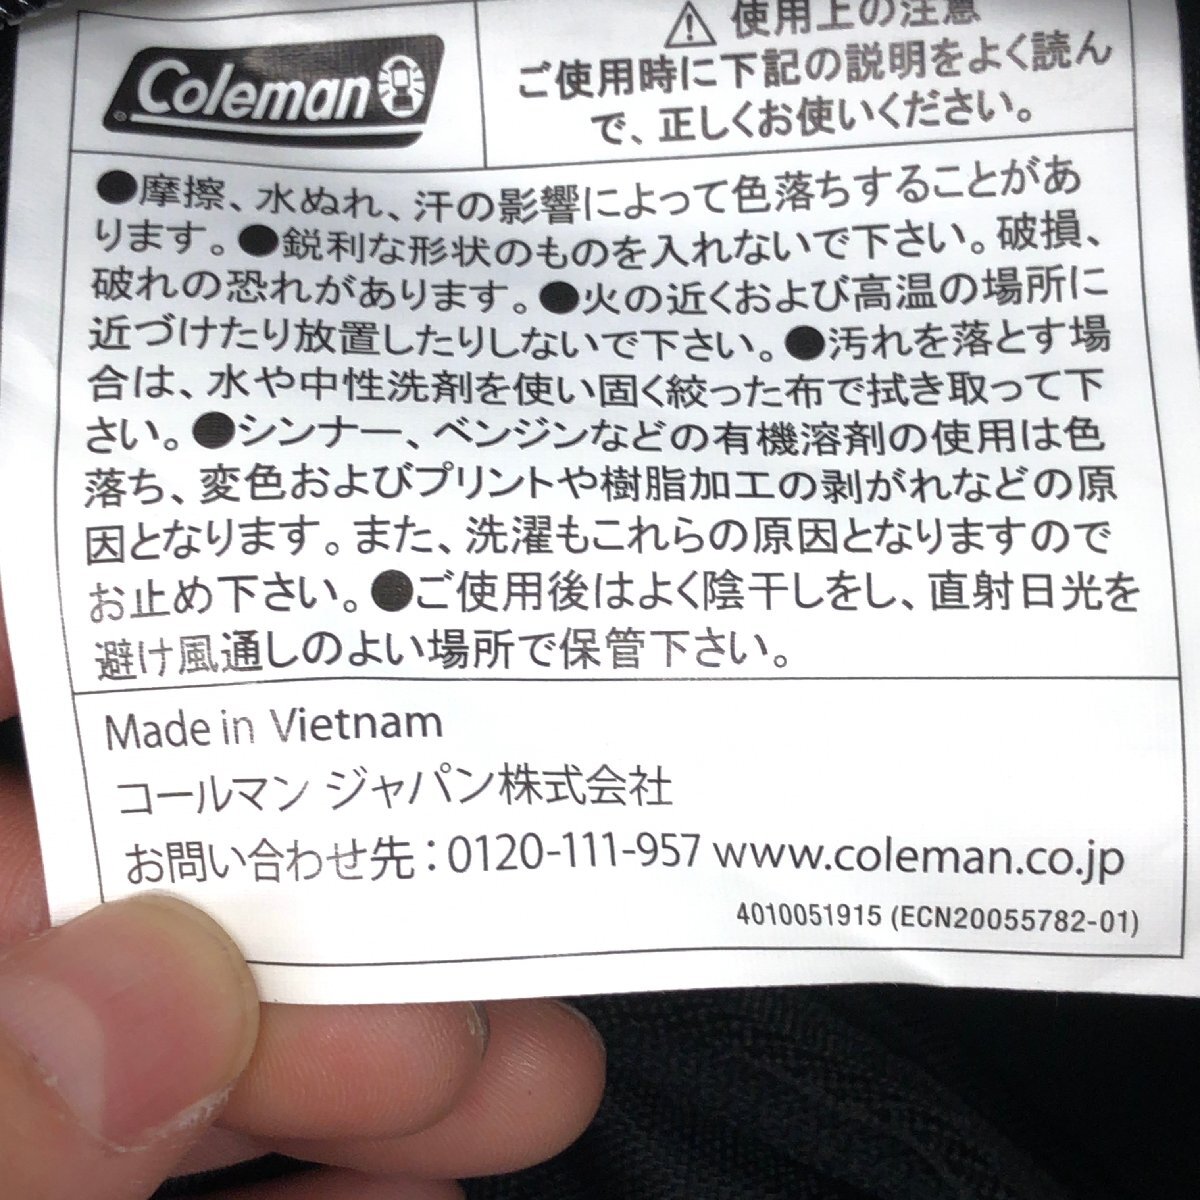 Coleman
⚠ 使用上の注意
ご使用時に下記の説明をよく読ん
で、正しくお使いください。
●摩擦、水ぬれ、汗の影響によって色落ちすることがあ
ります。●鋭利な形状のものを入れないで下さい。破損、
破れの恐れがあります。●火の近くおよび高温の場所に
近づけたり放置したりしないで下さい。●汚れを落とす場
合は、水や中性洗剤を使い固く絞った布で拭き取って下
さい。●シンナー、ベンジンなどの有機溶剤の使用は色
落ち、変色およびプリントや樹脂加工の剥がれなどの原
因となります。また、洗濯もこれらの原因となりますので
お止め下さい。●ご使用後はよく陰干しをし、直射日光を
避け風通しのよい場所で保管下さい。
Made in Vietnam
コールマン ジャパン株式会社
お問い合わせ先：0120-111-957 www.coleman.co.jp
4010051915 (ECN20055782-01)